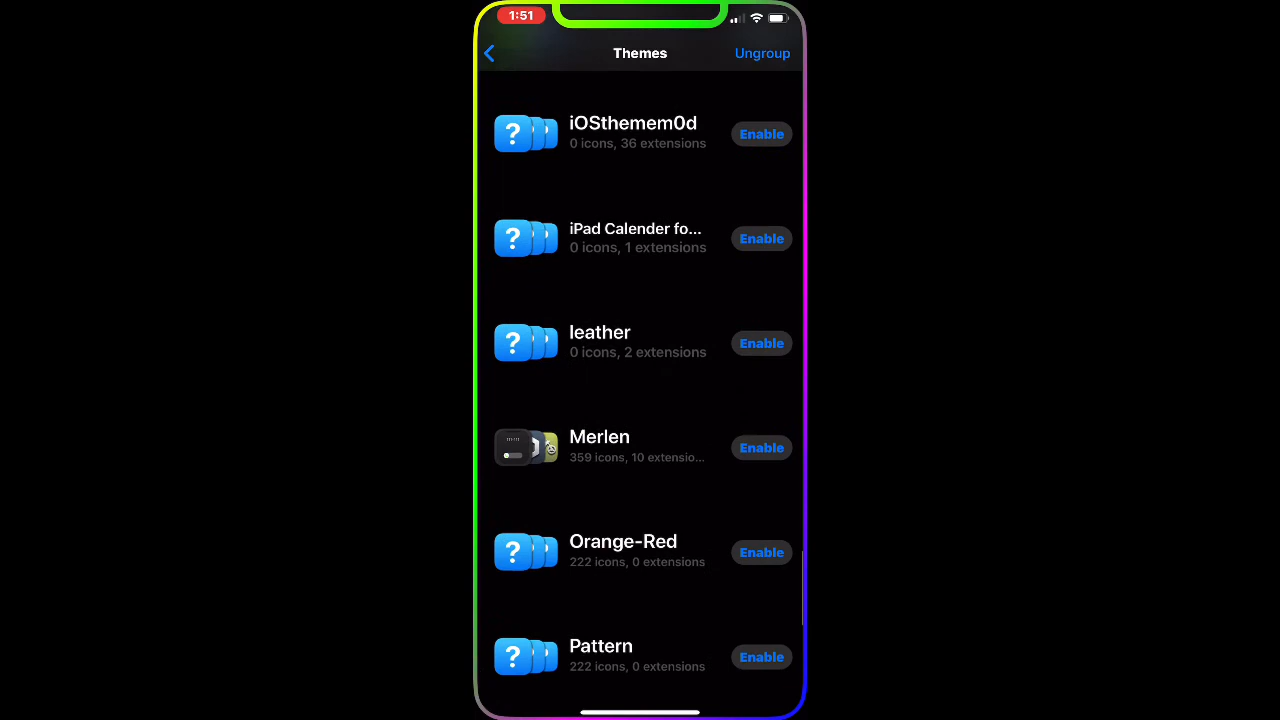 1:51
Themes
Ungroup
iOSthemem0d
0 icons, 36 extensions
Enable
iPad Calender fo...
0 icons, 1 extensions
Enable
leather
0 icons, 2 extensions
Enable
Merlen
359 icons, 10 extensio...
Enable
Orange-Red
222 icons, 0 extensions
Enable
Pattern
222 icons, 0 extensions
Enable